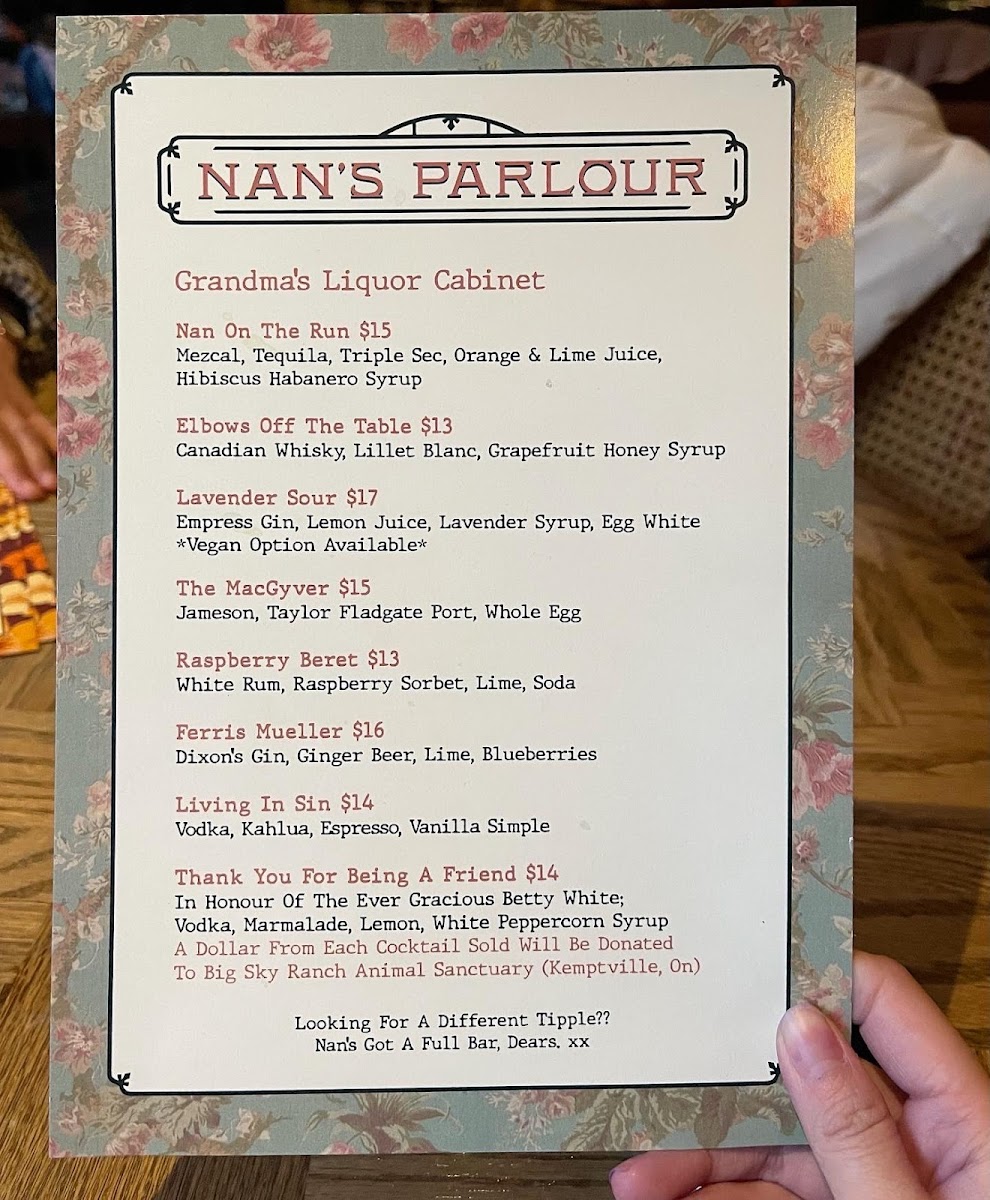 NAN'S PARLOUR
Grandma's Liquor Cabinet
Nan On The Run $15
Mezcal, Tequila, Triple Sec, Orange & Lime Juice,
Hibiscus Habanero Syrup
Elbows Off The Table $13
Canadian Whisky, Lillet Blanc, Grapefruit Honey Syrup
Lavender Sour $17
Empress Gin, Lemon Juice, Lavender Syrup, Egg White
*Vegan Option Available*
The MacGyver $15
Jameson, Taylor Fladgate Port, Whole Egg
Raspberry Beret $13
White Rum, Raspberry Sorbet, Lime, Soda
Ferris Mueller $16
Dixon's Gin, Ginger Beer, Lime, Blueberries
Living In Sin $14
Vodka, Kahlua, Espresso, Vanilla Simple
Thank You For Being A Friend $14
In Honour Of The Ever Gracious Betty White;
Vodka, Marmalade, Lemon, White Peppercorn Syrup
A Dollar From Each Cocktail Sold Will Be Donated
To Big Sky Ranch Animal Sanctuary (Kemptville, On)
Looking For A Different Tipple??
Nan's Got A Full Bar, Dears. xx